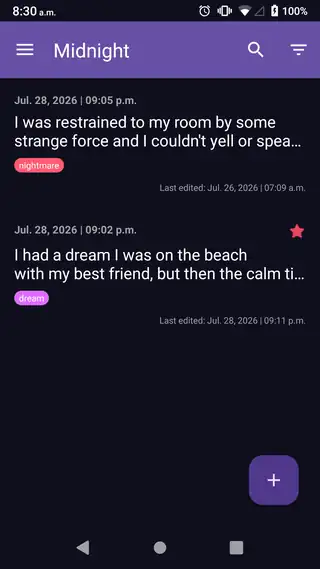 8:30 a.m.
100%
Midnight
Jul. 28, 2026 | 09:05 p.m.
I was restrained to my room by some
strange force and I couldn't yell or spea…
nightmare
Last edited: Jul. 26, 2026 | 07:09 a.m.
Jul. 28, 2026 | 09:02 p.m.
I had a dream I was on the beach
with my best friend, but then the calm ti…
dream
Last edited: Jul. 28, 2026 | 09:11 p.m.